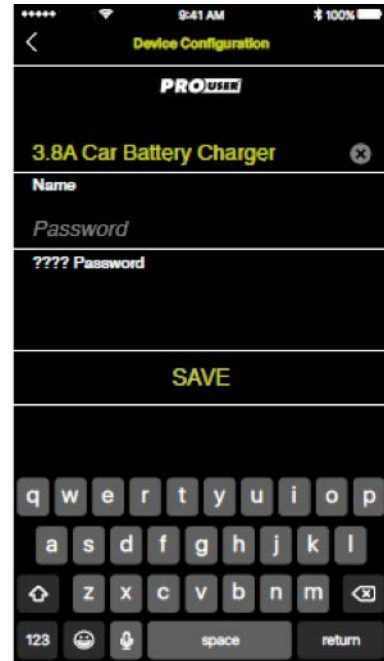 9:41 AM
100%
Device Configuration
PROUSER
3.8A Car Battery Charger
Name
Password
???? Password
SAVE
q w e r t y u i o p
a s d f g h j k l
z x c v b n m
123 space return